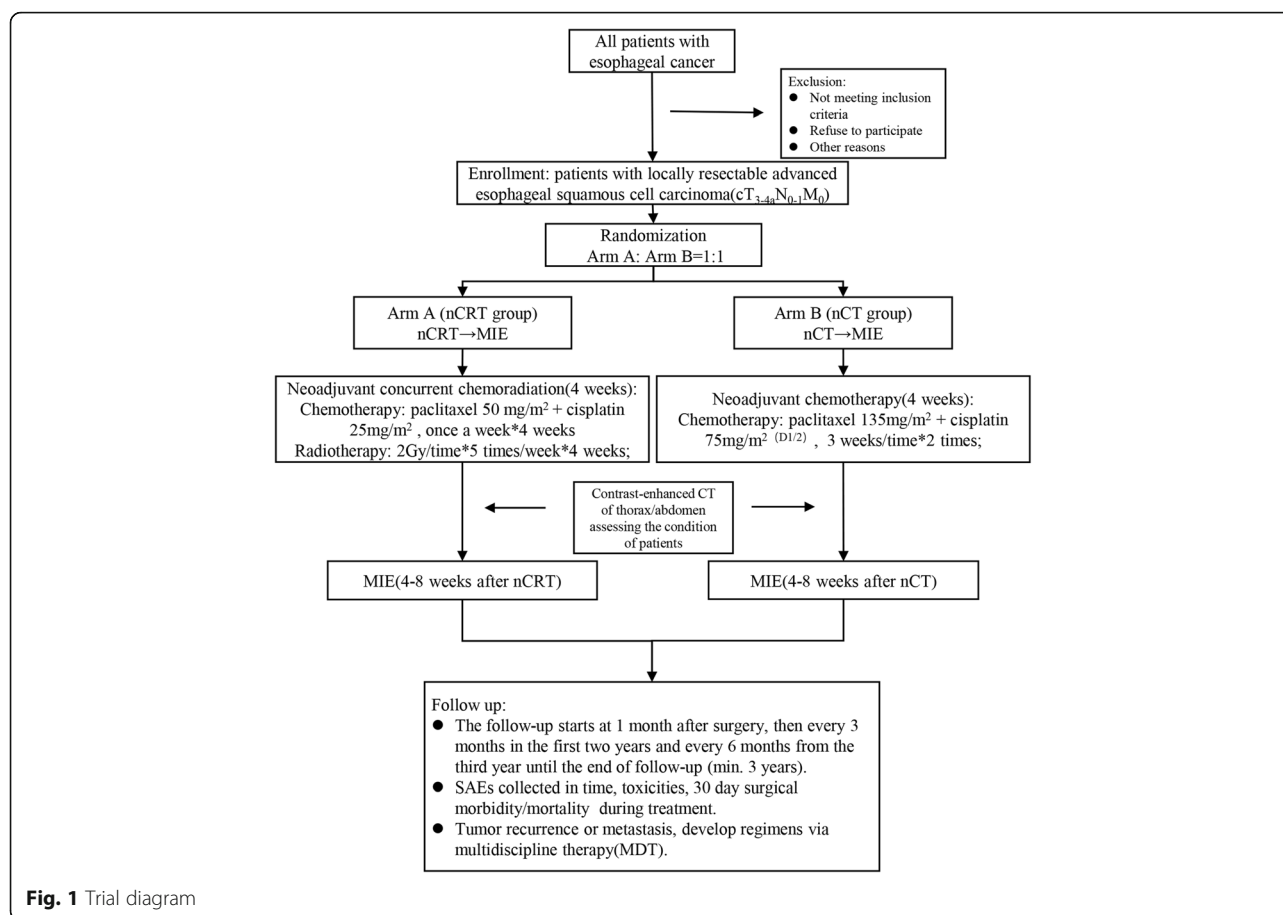 All patients with
esophageal cancer
Exclusion:
● Not meeting inclusion
criteria
● Refuse to participate
● Other reasons
Enrollment: patients with locally resectable advanced
esophageal squamous cell carcinoma(cT₃₋₄ₐN₀₋₁M₀)
Randomization
Arm A: Arm B=1:1
Arm A (nCRT group)
nCRT→MIE
Arm B (nCT group)
nCT→MIE
Neoadjuvant concurrent chemoradiation(4 weeks):
Chemotherapy: paclitaxel 50 mg/m² + cisplatin
25mg/m² , once a week*4 weeks
Radiotherapy: 2Gy/time*5 times/week*4 weeks;
Neoadjuvant chemotherapy(4 weeks):
Chemotherapy: paclitaxel 135mg/m² + cisplatin
75mg/m² (D1/2) , 3 weeks/time*2 times;
Contrast-enhanced CT
of thorax/abdomen
assessing the condition
of patients
MIE(4-8 weeks after nCRT)
MIE(4-8 weeks after nCT)
Follow up:
● The follow-up starts at 1 month after surgery, then every 3
months in the first two years and every 6 months from the
third year until the end of follow-up (min. 3 years).
● SAEs collected in time, toxicities, 30 day surgical
morbidity/mortality during treatment.
● Tumor recurrence or metastasis, develop regimens via
multidiscipline therapy(MDT).
Fig. 1 Trial diagram